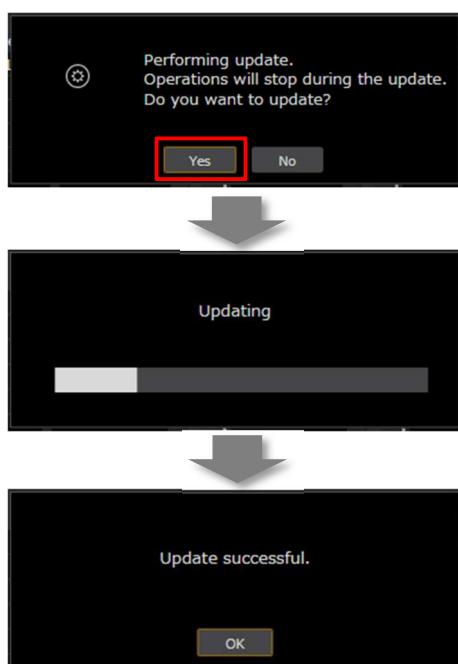 Performing update.
Operations will stop during the update.
Do you want to update?
Yes No
Updating
Update successful.
OK